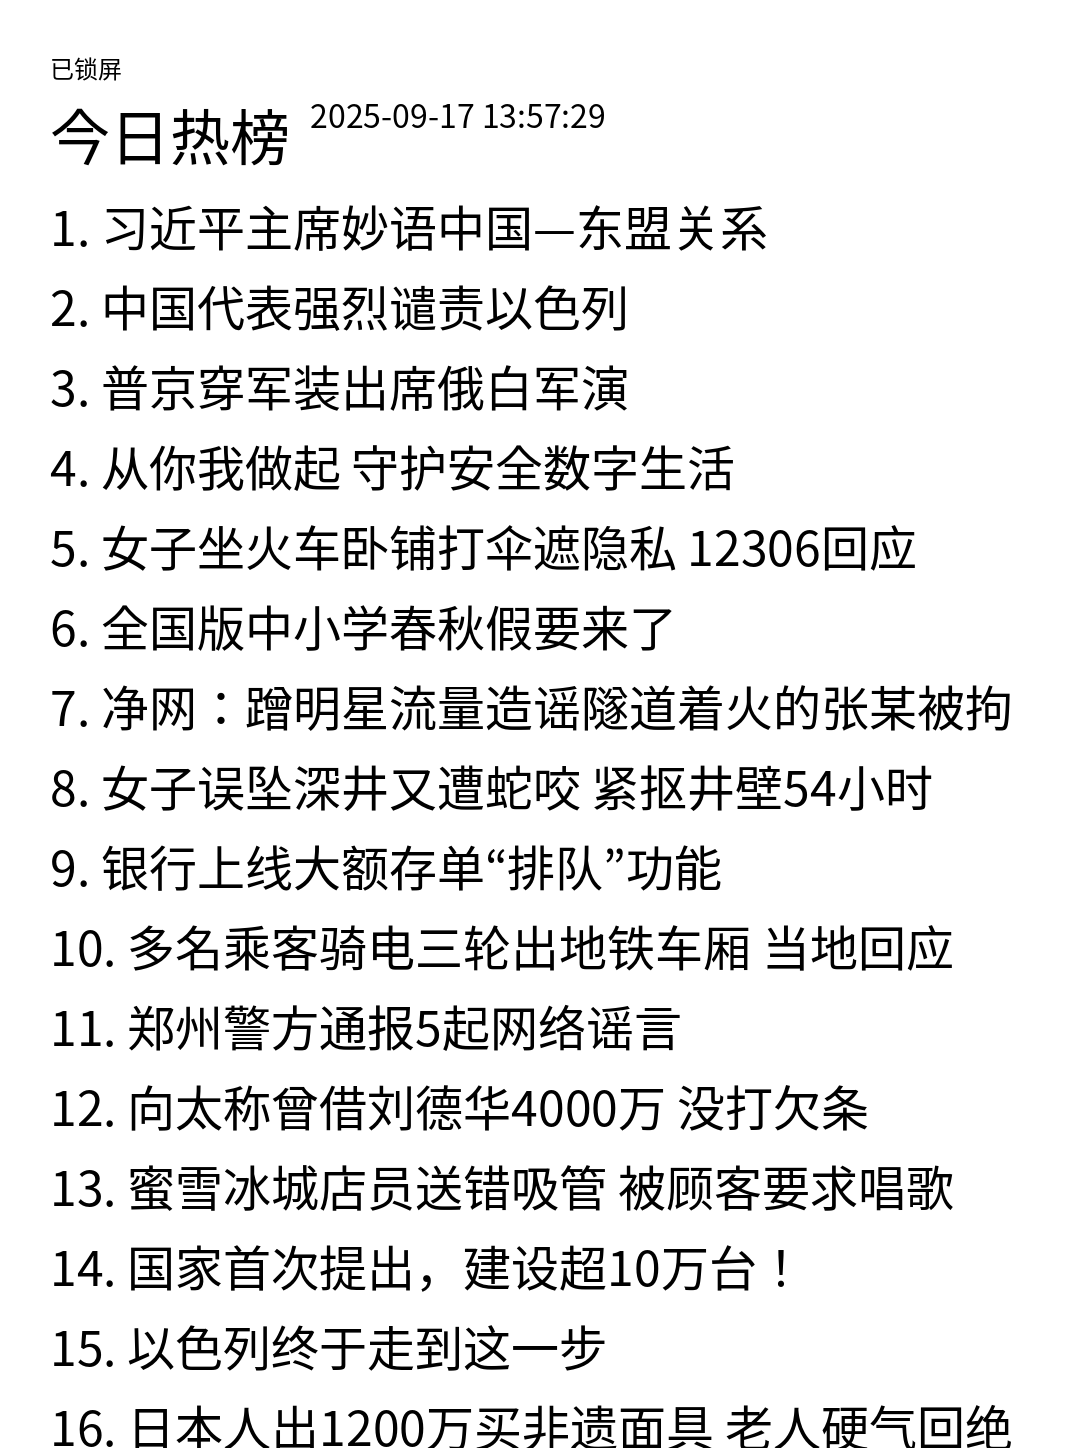 已锁屏
今日热榜 2025-09-17 13:57:29
1. 习近平主席妙语中国—东盟关系
2. 中国代表强烈谴责以色列
3. 普京穿军装出席俄白军演
4. 从你我做起 守护安全数字生活
5. 女子坐火车卧铺打伞遮隐私 12306回应
6. 全国版中小学春秋假要来了
7. 净网：蹭明星流量造谣隧道着火的张某被拘
8. 女子误坠深井又遭蛇咬 紧抠井壁54小时
9. 银行上线大额存单“排队”功能
10. 多名乘客骑电三轮出地铁车厢 当地回应
11. 郑州警方通报5起网络谣言
12. 向太称曾借刘德华4000万 没打欠条
13. 蜜雪冰城店员送错吸管 被顾客要求唱歌
14. 国家首次提出，建设超10万台！
15. 以色列终于走到这一步
16. 日本人出1200万买非遗面具 老人硬气回绝